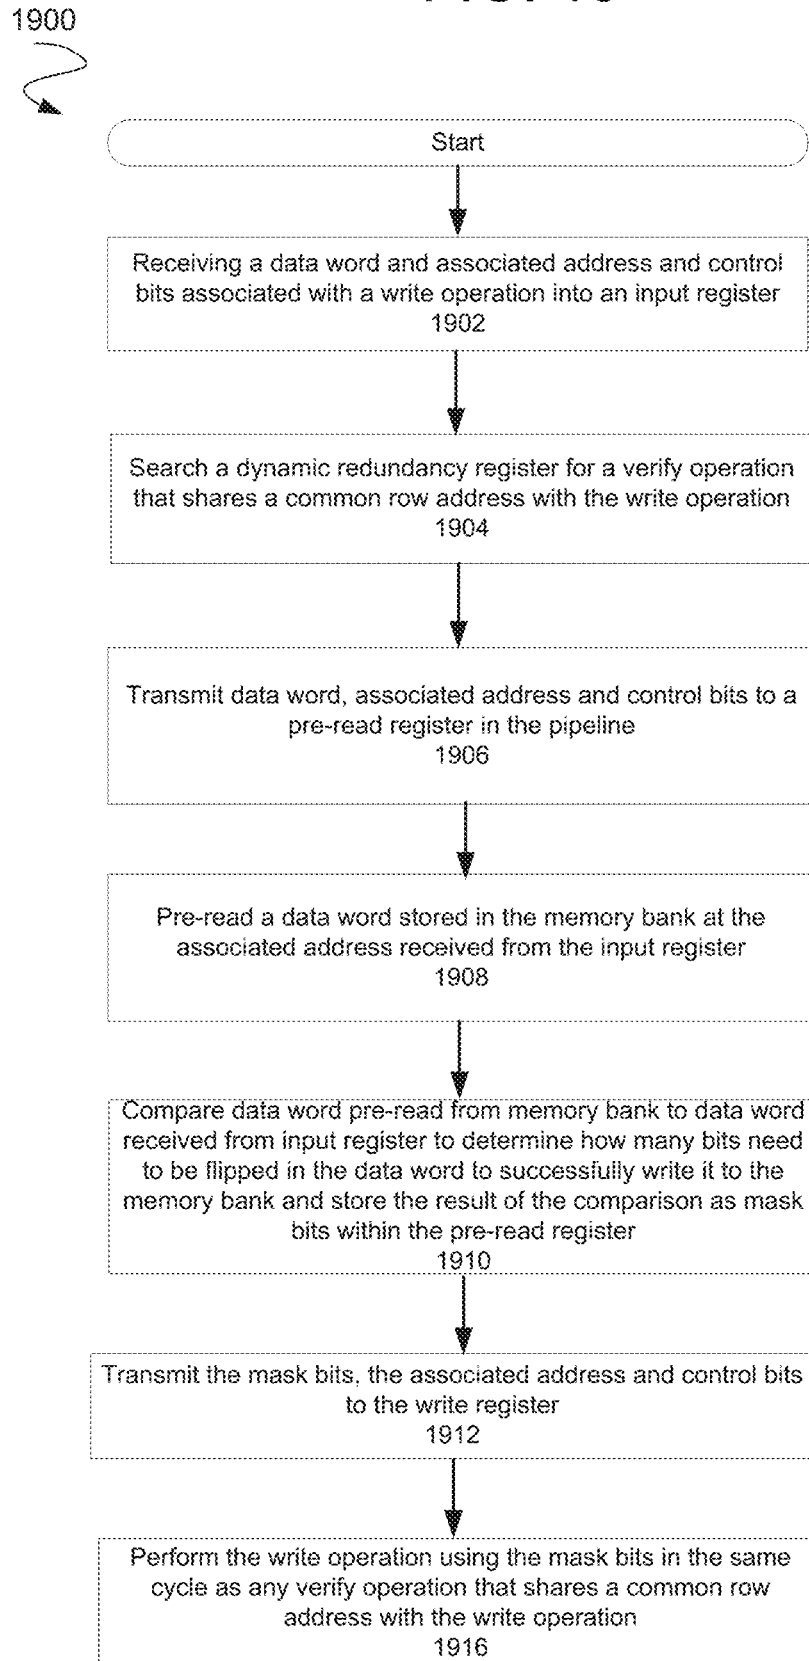 1900
Start
Receiving a data word and associated address and control
bits associated with a write operation into an input register
1902
Search a dynamic redundancy register for a verify operation
that shares a common row address with the write operation
1904
Transmit data word, associated address and control bits to a
pre-read register in the pipeline
1906
Pre-read a data word stored in the memory bank at the
associated address received from the input register
1908
Compare data word pre-read from memory bank to data word
received from input register to determine how many bits need
to be flipped in the data word to successfully write it to the
memory bank and store the result of the comparison as mask
bits within the pre-read register
1910
Transmit the mask bits, the associated address and control bits
to the write register
1912
Perform the write operation using the mask bits in the same
cycle as any verify operation that shares a common row
address with the write operation
1916